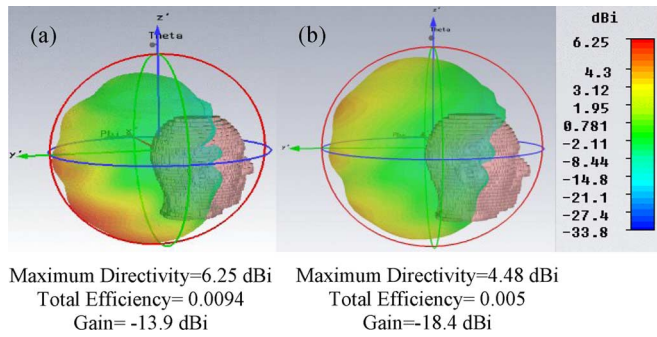 (a)
z'
Theta
Phi
X'
y'
(b)
z'
Theta
Y'
dBi
6.25
4.3
3.12
1.95
0.781
-2.11
-8.44
-14.8
-21.1
-27.4
-33.8
Maximum Directivity=6.25 dBi
Total Efficiency= 0.0094
Gain= -13.9 dBi
Maximum Directivity=4.48 dBi
Total Efficiency= 0.005
Gain=-18.4 dBi